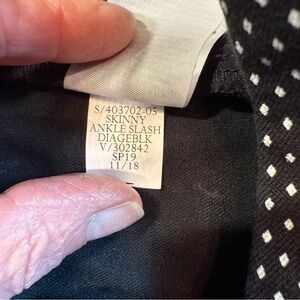 S/403702-05
SKINNY
ANKLE SLASH
DIAGEBLK
V/302842
SP19
11/18